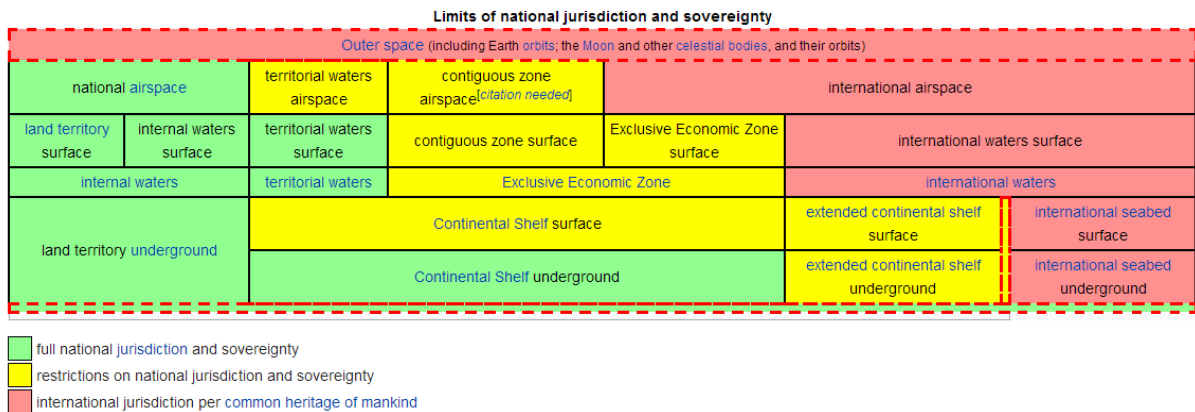 Limits of national jurisdiction and sovereignty
Outer space (including Earth orbits; the Moon and other celestial bodies, and their orbits)
national airspace
territorial waters
airspace
contiguous zone
airspace[citation needed]
international airspace
land territory
surface
internal waters
surface
territorial waters
surface
contiguous zone surface
Exclusive Economic Zone
surface
international waters surface
internal waters
territorial waters
Exclusive Economic Zone
international waters
land territory underground
Continental Shelf surface
extended continental shelf
surface
international seabed
surface
Continental Shelf underground
extended continental shelf
underground
international seabed
underground
full national jurisdiction and sovereignty
restrictions on national jurisdiction and sovereignty
international jurisdiction per common heritage of mankind